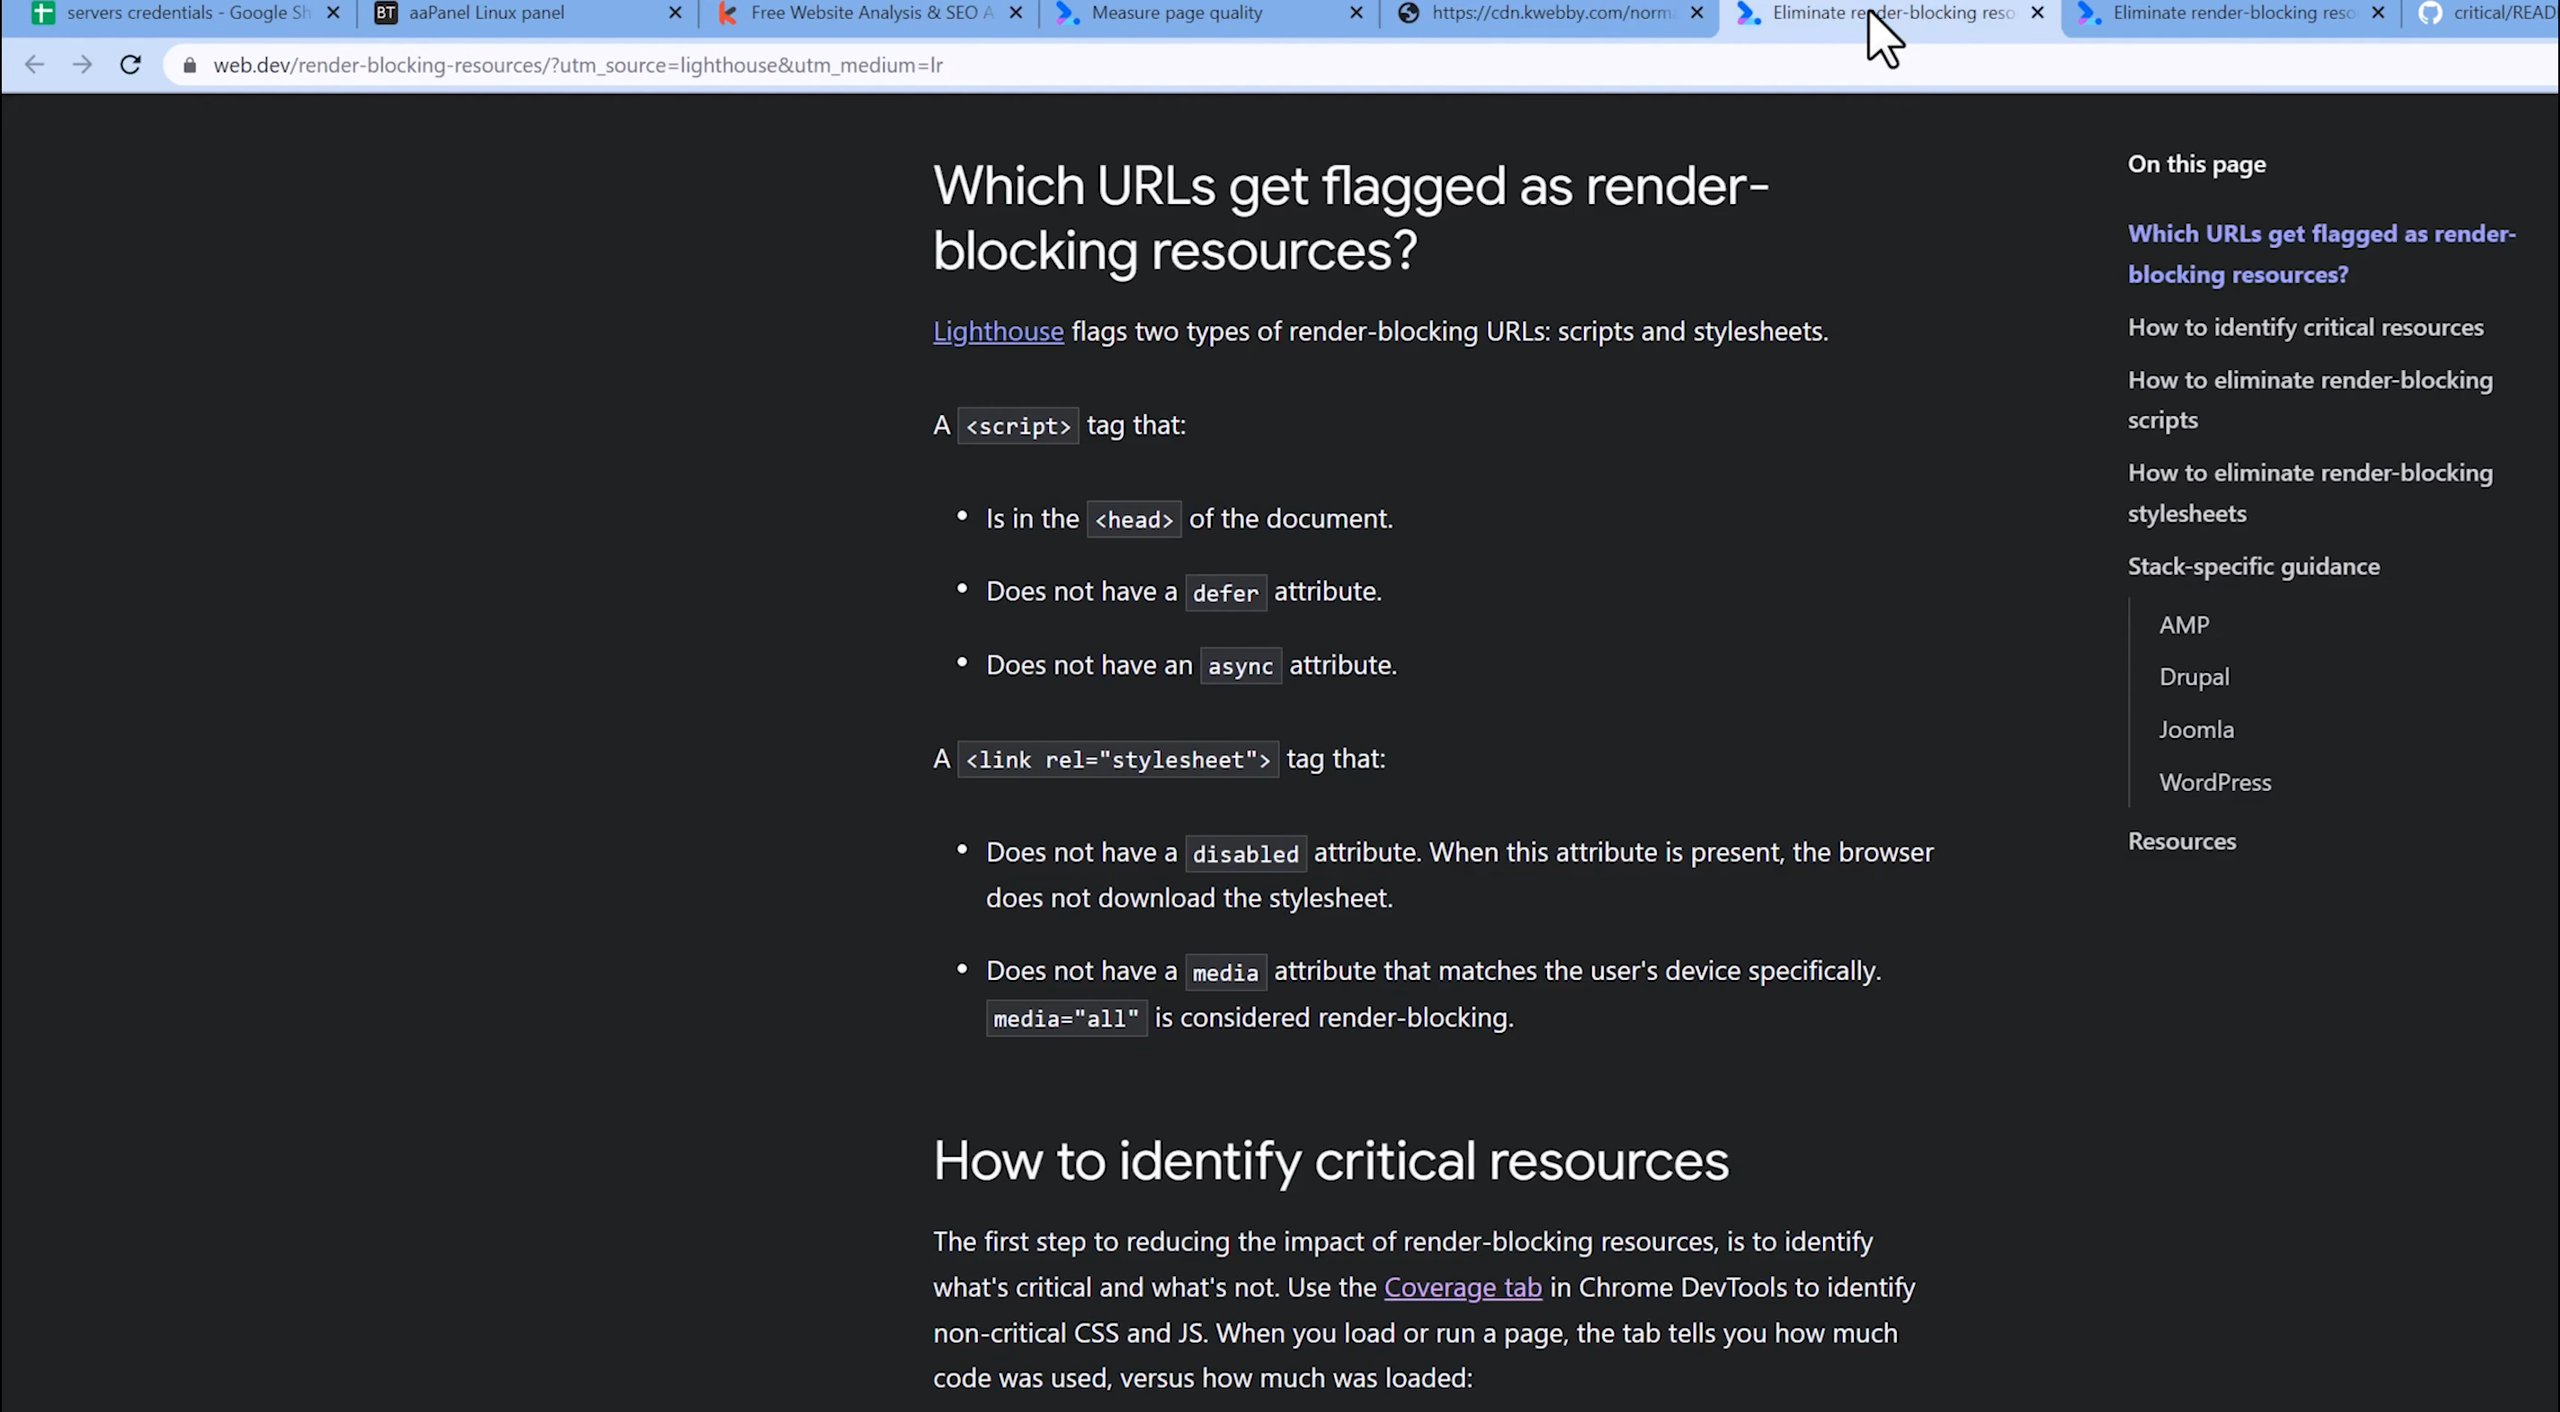 servers credentials - Google Sh
BT aaPanel Linux panel
Free Website Analysis & SEO A
Measure page quality
https://cdn.kwebby.com/norm
Eliminate render-blocking reso
Eliminate render-blocking reso
critical/READ
web.dev/render-blocking-resources/?utm_source=lighthouse&utm_medium=lr
Which URLs get flagged as render-
blocking resources?
Lighthouse flags two types of render-blocking URLs: scripts and stylesheets.
A <script> tag that:
• Is in the <head> of the document.
• Does not have a defer attribute.
• Does not have an async attribute.
A <link rel="stylesheet"> tag that:
• Does not have a disabled attribute. When this attribute is present, the browser
does not download the stylesheet.
• Does not have a media attribute that matches the user's device specifically.
media="all" is considered render-blocking.
How to identify critical resources
The first step to reducing the impact of render-blocking resources, is to identify
what's critical and what's not. Use the Coverage tab in Chrome DevTools to identify
non-critical CSS and JS. When you load or run a page, the tab tells you how much
code was used, versus how much was loaded:
On this page
Which URLs get flagged as render-
blocking resources?
How to identify critical resources
How to eliminate render-blocking
scripts
How to eliminate render-blocking
stylesheets
Stack-specific guidance
AMP
Drupal
Joomla
WordPress
Resources